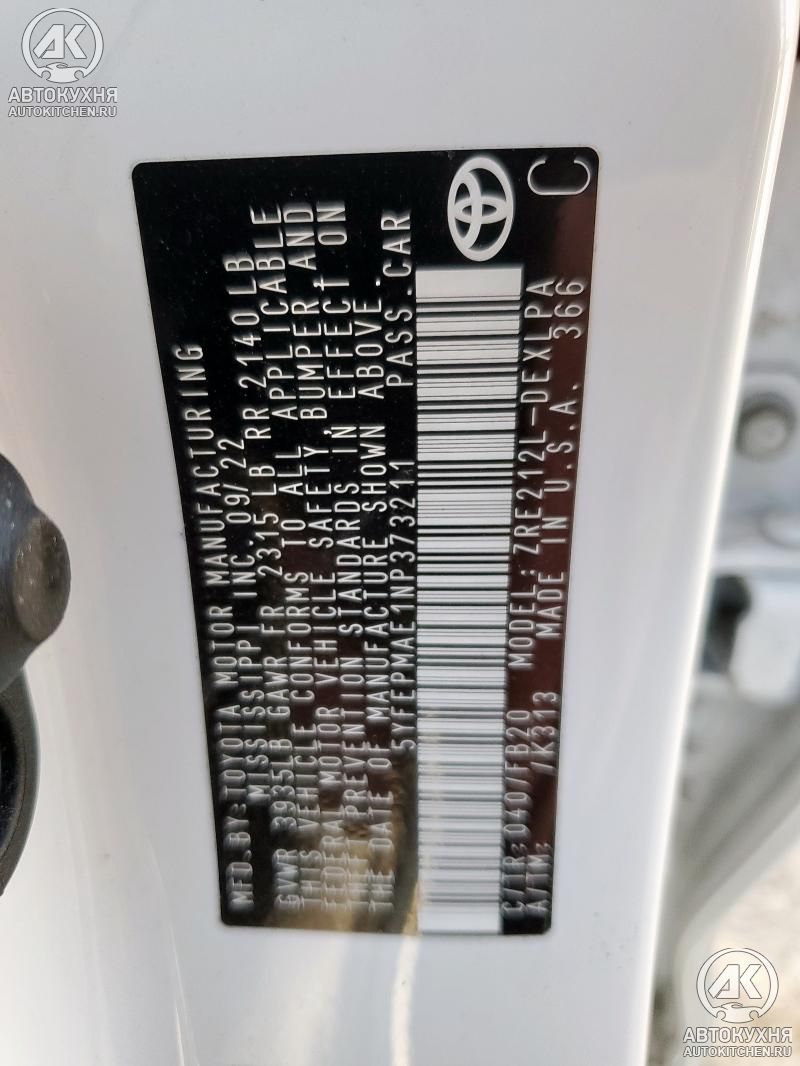 АВТОКУХНЯ
AUTOKITCHEN.RU
MFD.BY:TOYOTA MOTOR MANUFACTURING
MISSISSIPPI INC. 09/22
GVWR 3935LB GAWR FR 2315 LB RR 2140LB
THIS VEHICLE CONFORMS TO ALL APPLICABLE
FEDERAL MOTOR VEHICLE SAFETY, BUMPER AND
THEFT PREVENTION STANDARDS IN EFFECT ON
THE DATE OF MANUFACTURE SHOWN ABOVE.
5YFEPMAE1NP373211 PASS.CAR
C/TR: 040/FB20 MODEL: ZRE212L-DEXLPA
A/TM: /K313 MADE IN U.S.A. 366
C
АВТОКУХНЯ
AUTOKITCHEN.RU